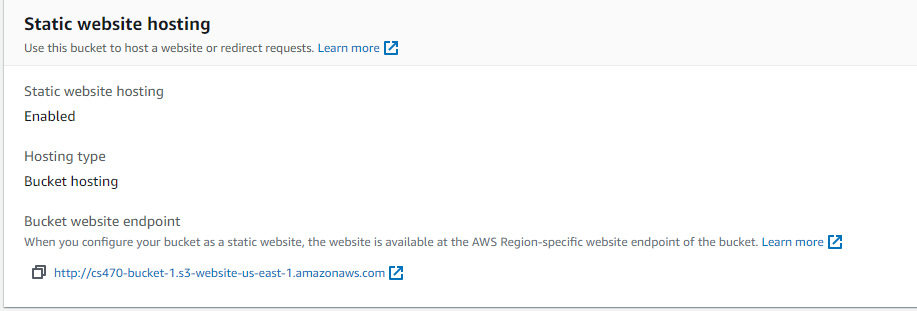 Static website hosting
Use this bucket to host a website or redirect requests. Learn more
Static website hosting
Enabled
Hosting type
Bucket hosting
Bucket website endpoint
When you configure your bucket as a static website, the website is available at the AWS Region-specific website endpoint of the bucket. Learn more
http://cs470-bucket-1.s3-website-us-east-1.amazonaws.com